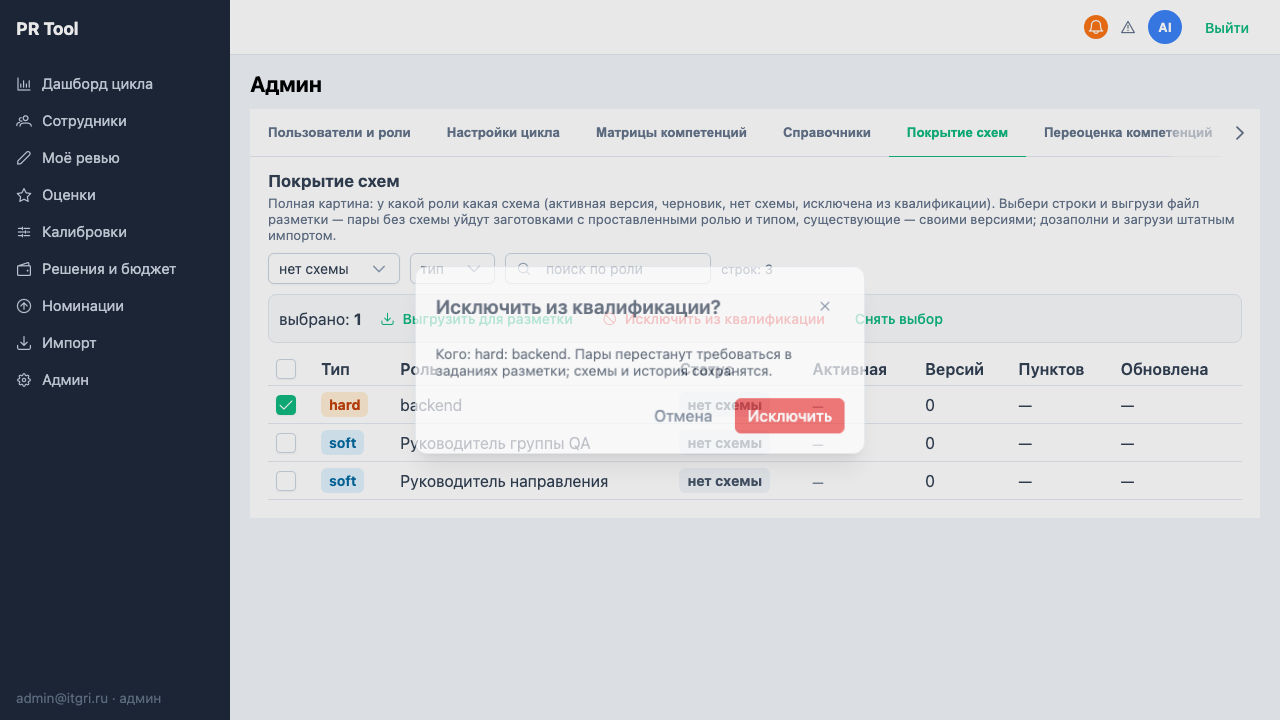 PR Tool
AI
Выйти
Дашборд цикла
Сотрудники
Моё ревью
Оценки
Калибровки
Решения и бюджет
Номинации
Импорт
Админ
admin@itgri.ru · админ
Админ
Пользователи и роли
Настройки цикла
Матрицы компетенций
Справочники
Покрытие схем
Переоценка компетенций
Покрытие схем
Полная картина: у какой роли какая схема (активная версия, черновик, нет схемы, исключена из квалификации). Выбери строки и выгрузи файл
разметки — пары без схемы уйдут заготовками с проставленными ролью и типом, существующие — своими версиями; дозаполни и загрузи штатным
импортом.
нет схемы
тип
поиск по роли
строк: 3
выбрано: 1
Выгрузить для разметки
Исключить из квалификации
Снять выбор
Тип Роль Статус Активная Версий Пунктов Обновлена
hard backend нет схемы — 0 — —
soft Руководитель группы QA нет схемы — 0 — —
soft Руководитель направления нет схемы — 0 — —
Исключить из квалификации?
Кого: hard: backend. Пары перестанут требоваться в
заданиях разметки; схемы и история сохранятся.
Отмена
Исключить